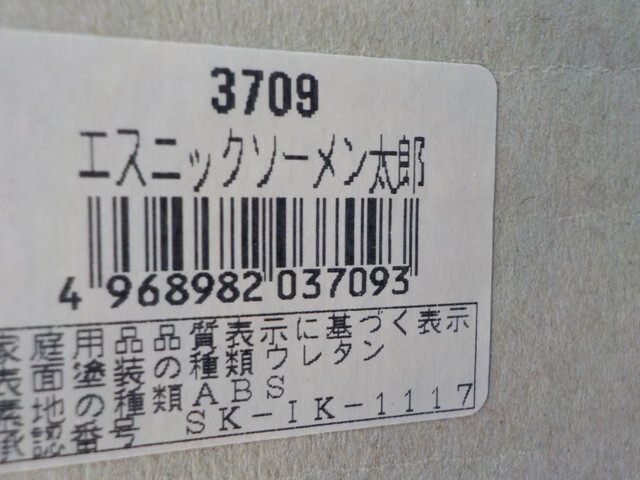 3709
エスニックソーメン太郎
4 968982 037093
家庭用品品質表示に基づく表示
表面塗装の種類ウレタン
素地の種類ABS
承認番号 SK-IK-1117